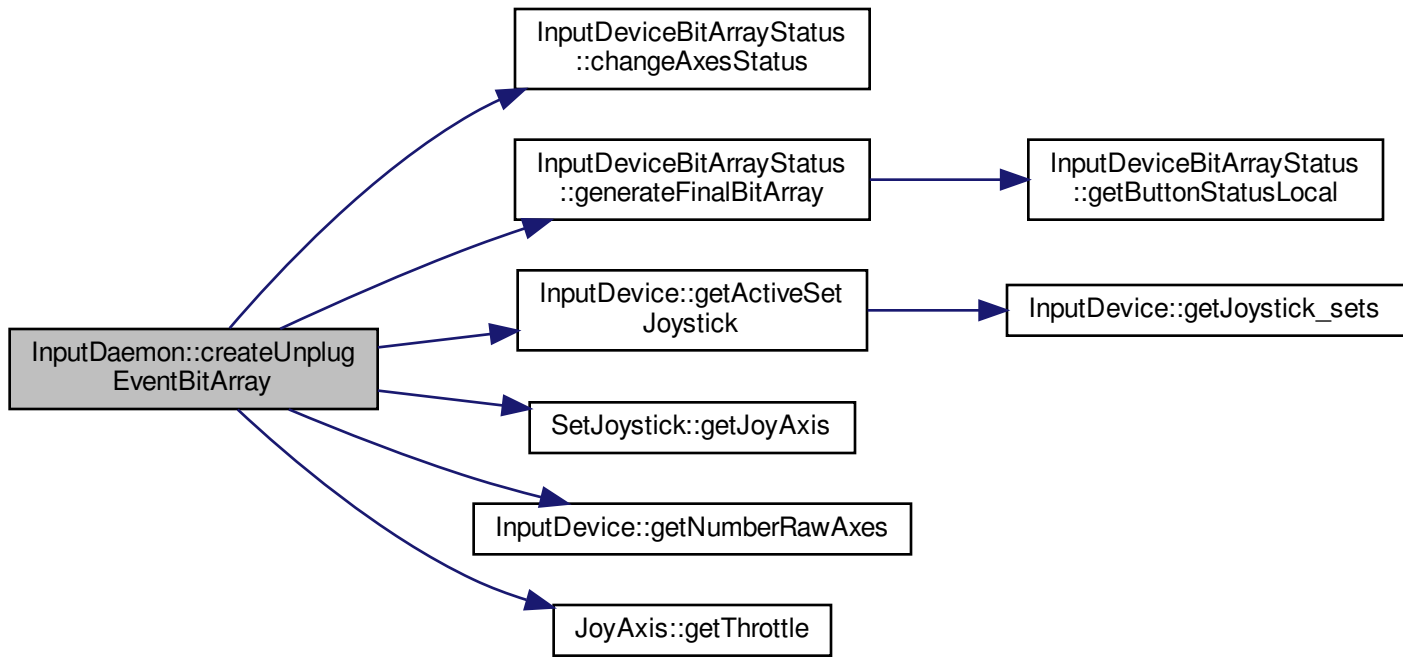 InputDeviceBitArrayStatus
::changeAxesStatus
InputDeviceBitArrayStatus
::generateFinalBitArray
InputDeviceBitArrayStatus
::getButtonStatusLocal
InputDevice::getActiveSet
Joystick
InputDevice::getJoystick_sets
InputDaemon::createUnplug
EventBitArray
SetJoystick::getJoyAxis
InputDevice::getNumberRawAxes
JoyAxis::getThrottle